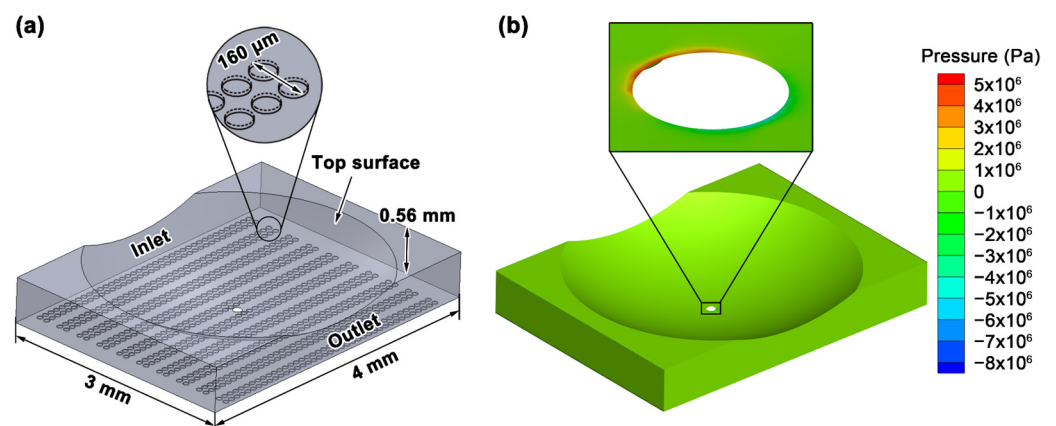 (a)
160 μm
Top surface
0.56 mm
Inlet
Outlet
3 mm
4 mm
(b)
Pressure (Pa)
5x10⁶
4x10⁶
3x10⁶
2x10⁶
1x10⁶
0
−1x10⁶
−2x10⁶
−3x10⁶
−4x10⁶
−5x10⁶
−6x10⁶
−7x10⁶
−8x10⁶